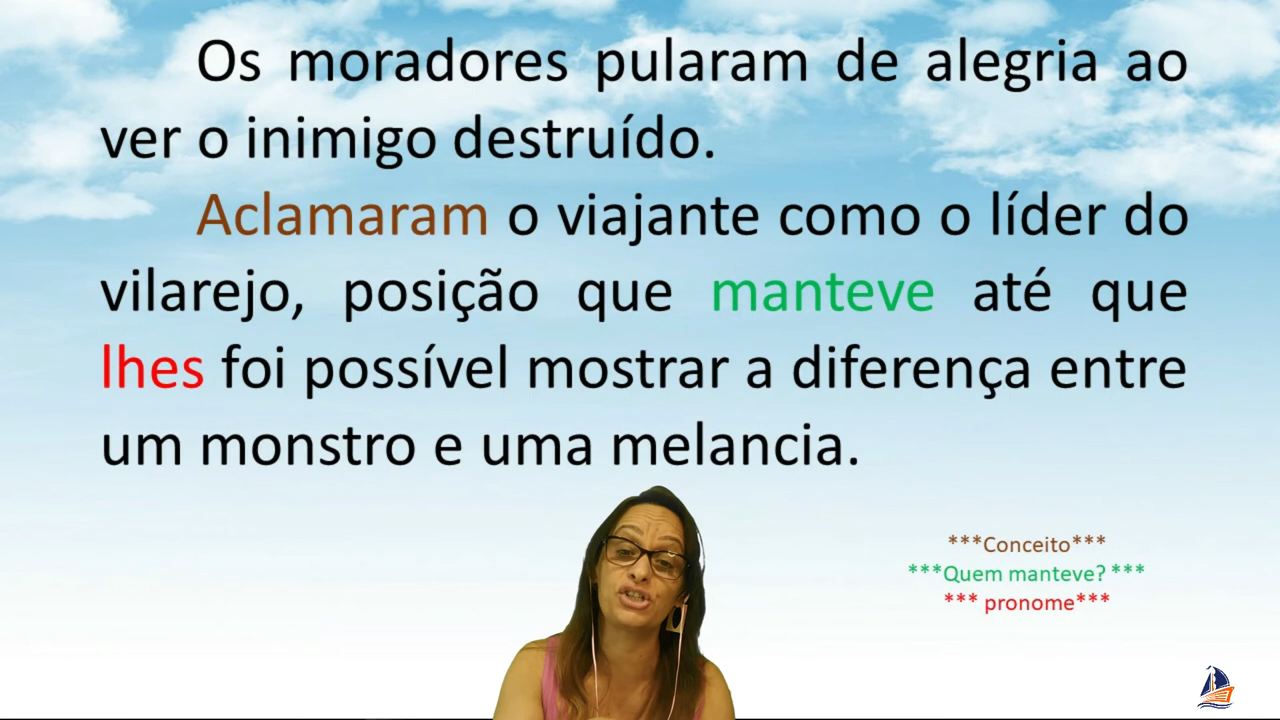 Os moradores pularam de alegria ao
ver o inimigo destruído.
Aclamaram o viajante como o líder do
vilarejo, posição que manteve até que
lhes foi possível mostrar a diferença entre
um monstro e uma melancia.
***Conceito***
***Quem manteve? ***
*** pronome***